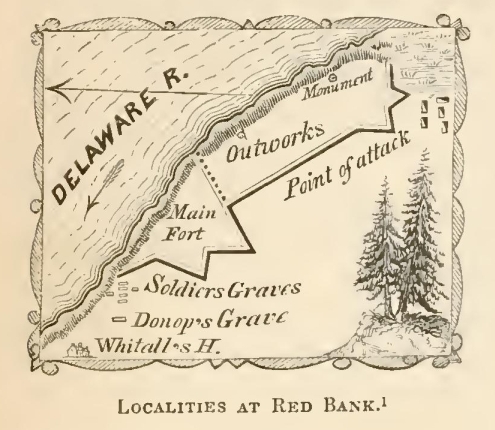 DELAWARE R.
Monument
Outworks
Point of attack
Main
Fort
Soldiers Graves
Donop's Grave
Whitall's H.
LOCALITIES AT RED BANK.1